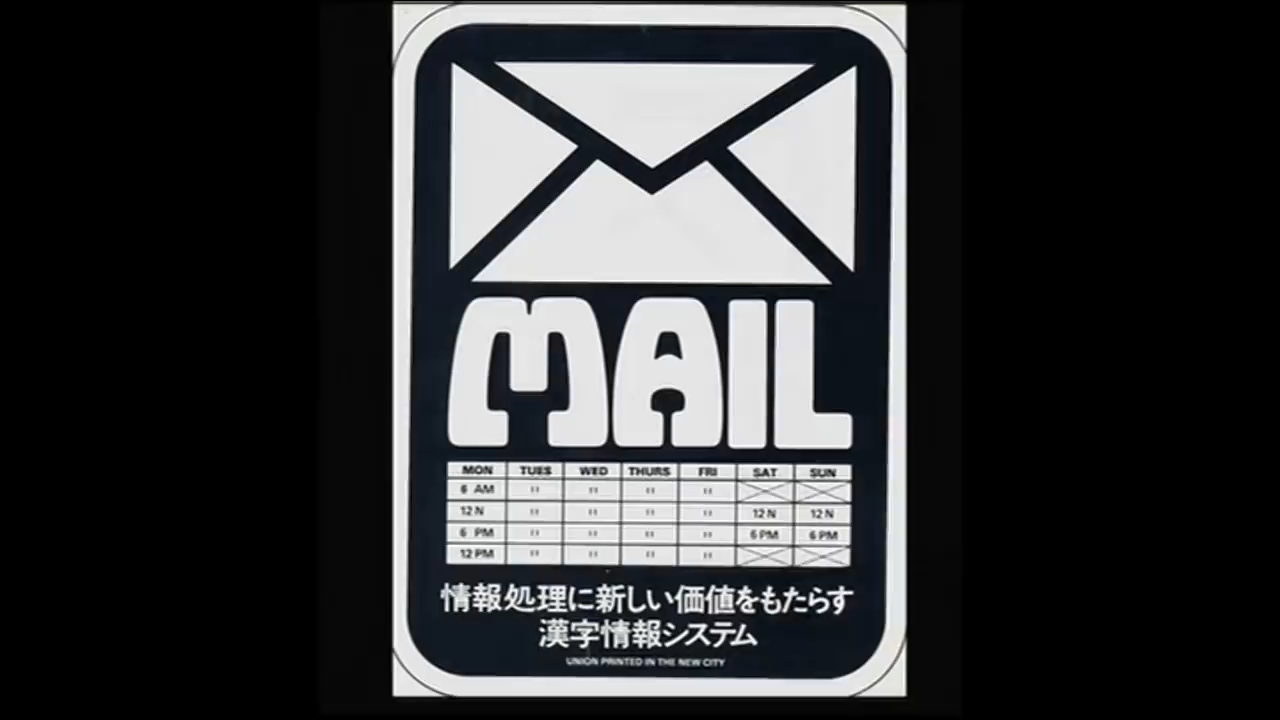 MAIL
MON TUES WED THURS FRI SAT SUN
6 AM " " " "
12 N " " " " 12 N 12 N
6 PM " " " " 6 PM 6 PM
12 PM " " " "
情報処理に新しい価値をもたらす
漢字情報システム
UNION PRINTED IN THE NEW CITY